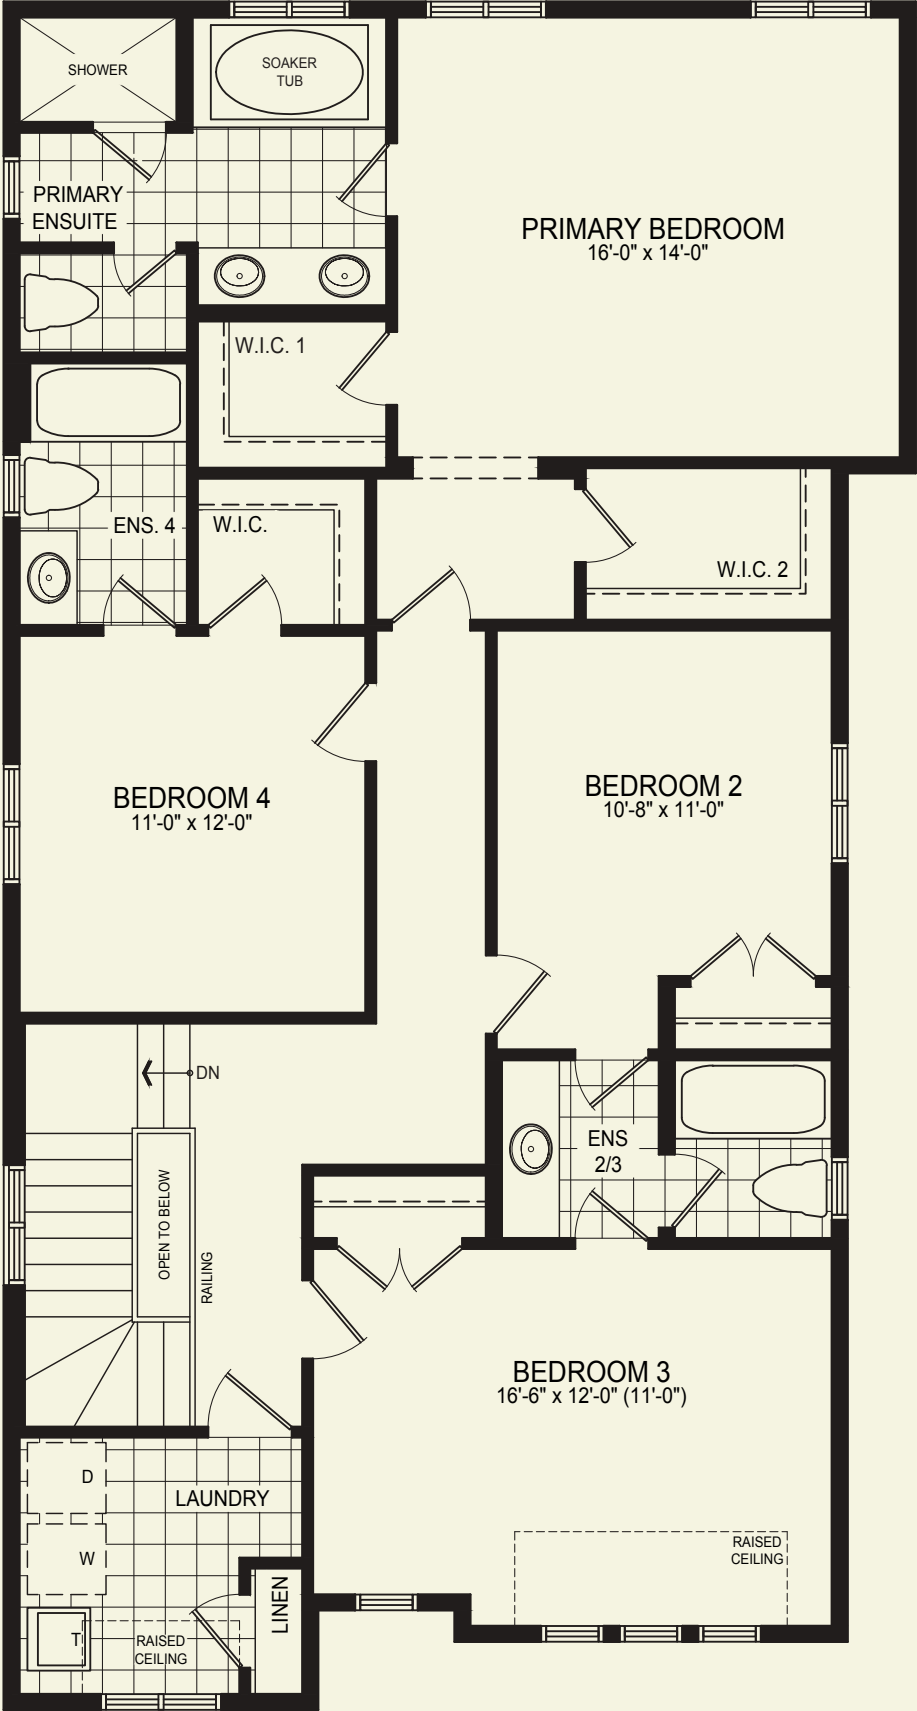 SHOWER
SOAKER
TUB
PRIMARY
ENSUITE
PRIMARY BEDROOM
16'-0" x 14'-0"
W.I.C. 1
ENS. 4
W.I.C.
W.I.C. 2
BEDROOM 4
11'-0" x 12'-0"
BEDROOM 2
10'-8" x 11'-0"
DN
OPEN TO BELOW
RAILING
ENS
2/3
BEDROOM 3
16'-6" x 12'-0" (11'-0")
D
LAUNDRY
W
RAISED
CEILING
LINEN
T
RAISED
CEILING